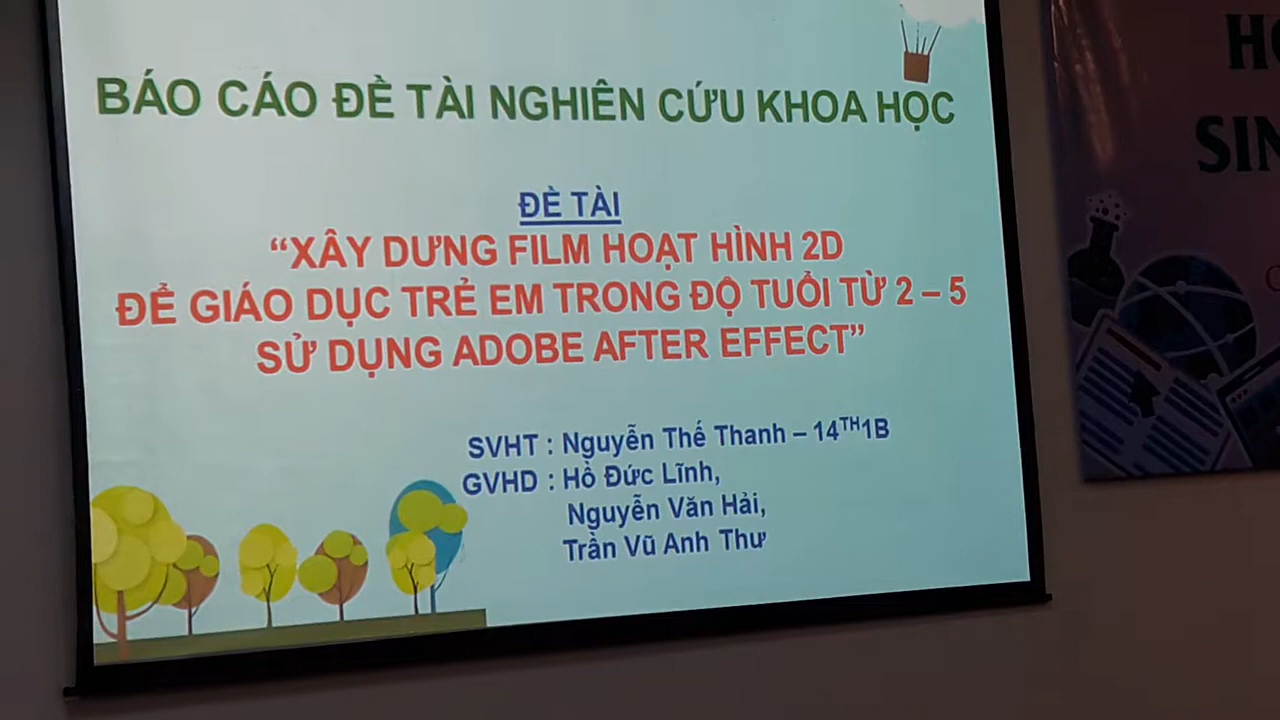 BÁO CÁO ĐỀ TÀI NGHIÊN CỨU KHOA HỌC
ĐỀ TÀI
“XÂY DƯNG FILM HOẠT HÌNH 2D
ĐỂ GIÁO DỤC TRẺ EM TRONG ĐỘ TUỔI TỪ 2 – 5
SỬ DỤNG ADOBE AFTER EFFECT”
SVHT : Nguyễn Thế Thanh – 14TH1B
GVHD : Hồ Đức Lĩnh,
Nguyễn Văn Hải,
Trần Vũ Anh Thư